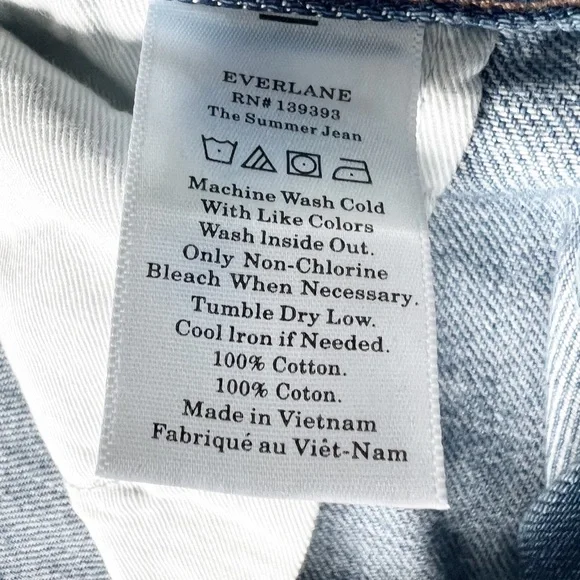 EVERLANE
RN# 139393
The Summer Jean
Machine Wash Cold
With Like Colors
Wash Inside Out.
Only Non-Chlorine
Bleach When Necessary.
Tumble Dry Low.
Cool Iron if Needed.
100% Cotton.
100% Coton.
Made in Vietnam
Fabriqué au Viêt-Nam